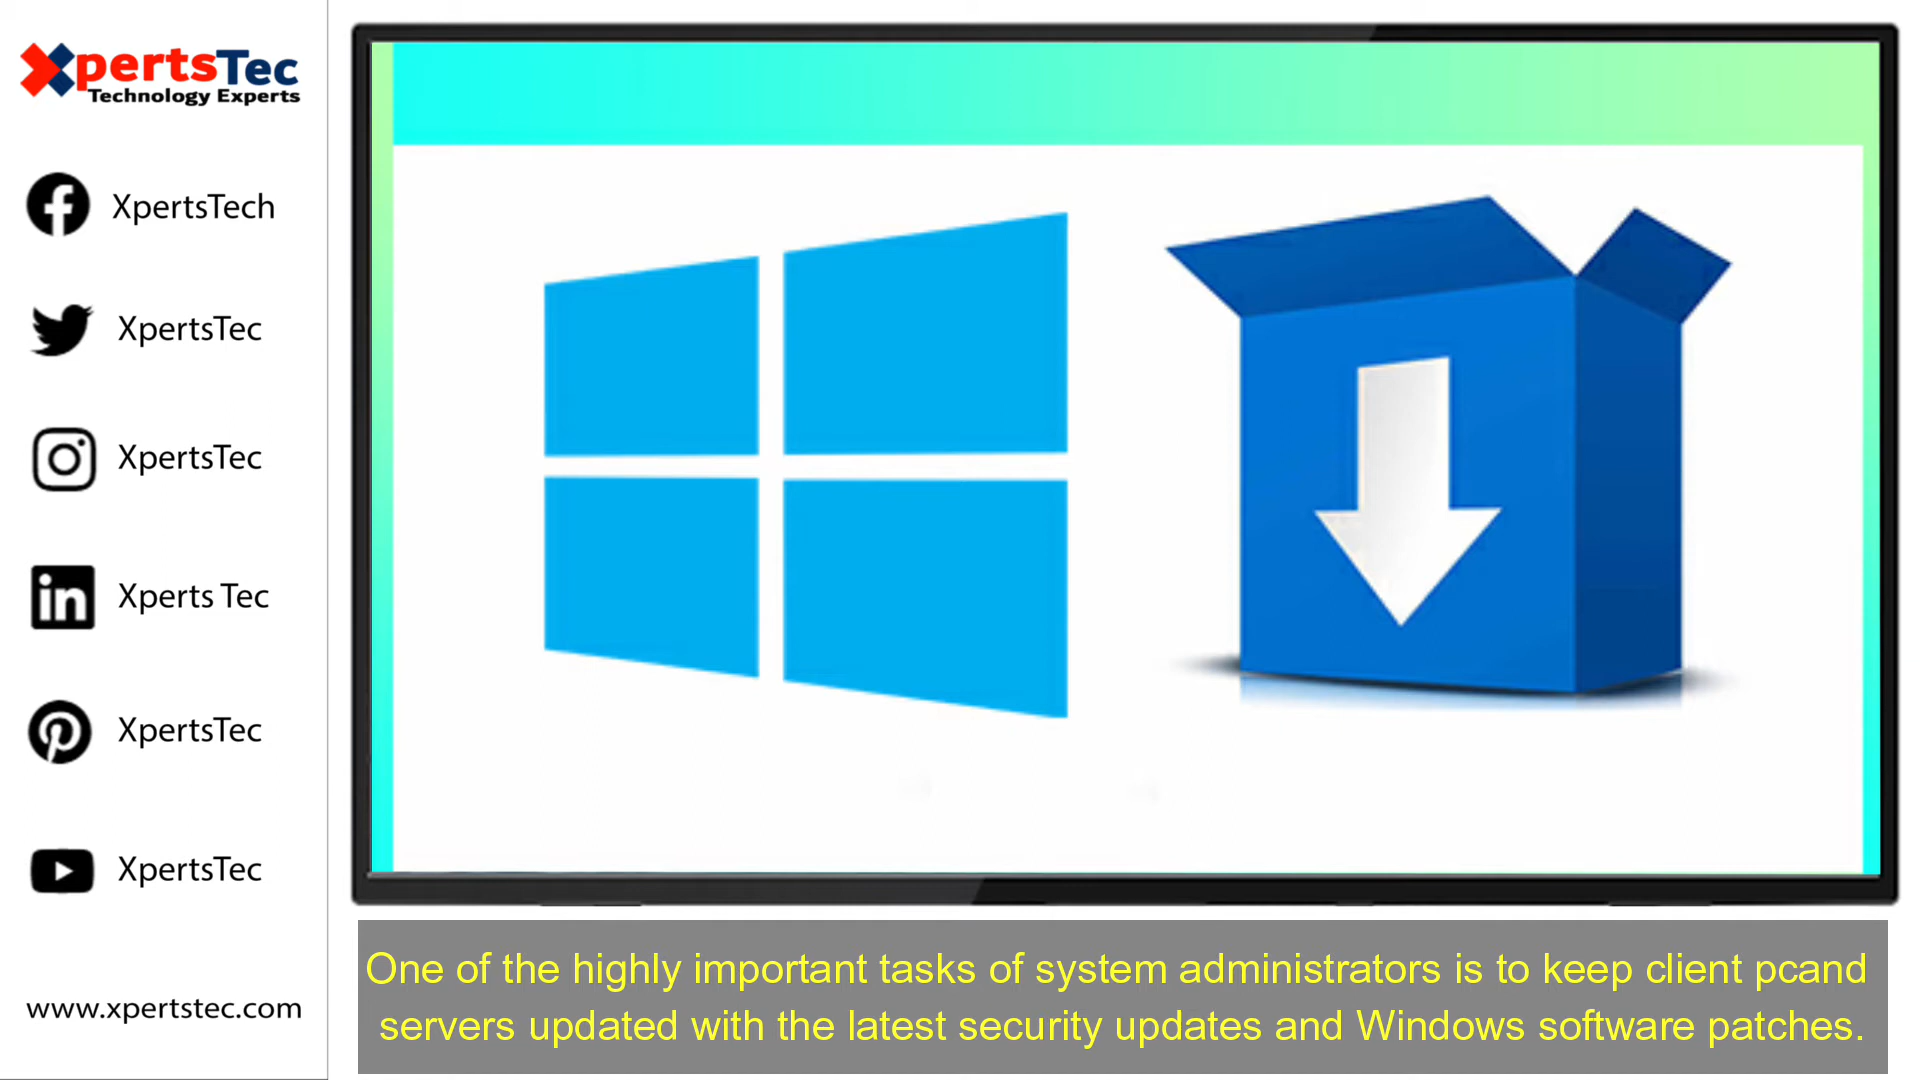 XpertsTec
Technology Experts
XpertsTech
XpertsTec
XpertsTec
Xperts Tec
XpertsTec
XpertsTec
www.xpertstec.com
One of the highly important tasks of system administrators is to keep client pcand
servers updated with the latest security updates and Windows software patches.